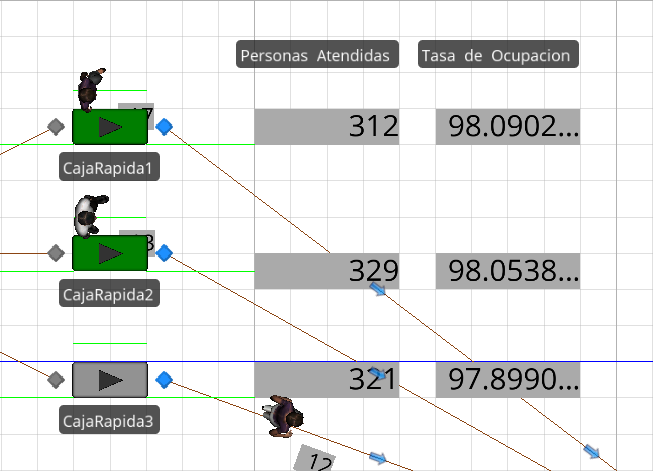 Personas Atendidas
Tasa de Ocupacion
312
98.0902...
CajaRapida1
329
98.0538...
CajaRapida2
321
97.8990...
CajaRapida3
12